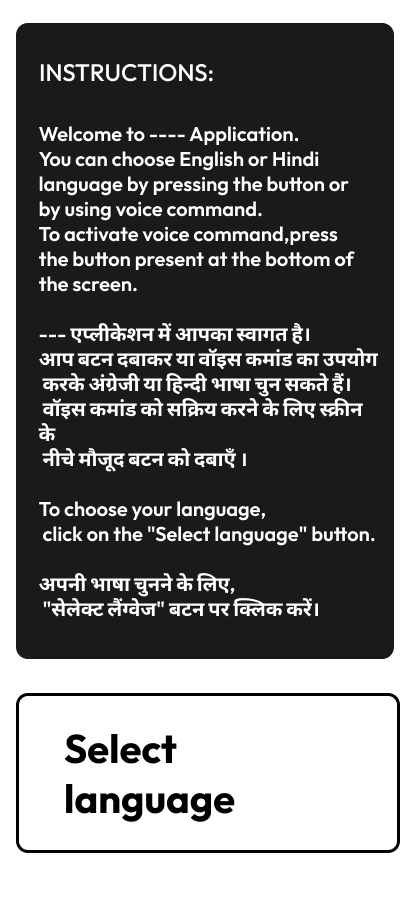 INSTRUCTIONS:
Welcome to ---- Application.
You can choose English or Hindi
language by pressing the button or
by using voice command.
To activate voice command,press
the button present at the bottom of
the screen.
--- एप्लीकेशन में आपका स्वागत है।
आप बटन दबाकर या वॉइस कमांड का उपयोग
करके अंग्रेजी या हिन्दी भाषा चुन सकते हैं।
वॉइस कमांड को सक्रिय करने के लिए स्क्रीन
के
नीचे मौजूद बटन को दबाएँ ।
To choose your language,
click on the "Select language" button.
अपनी भाषा चुनने के लिए,
"सेलेक्ट लैंग्वेज" बटन पर क्लिक करें।
Select
language